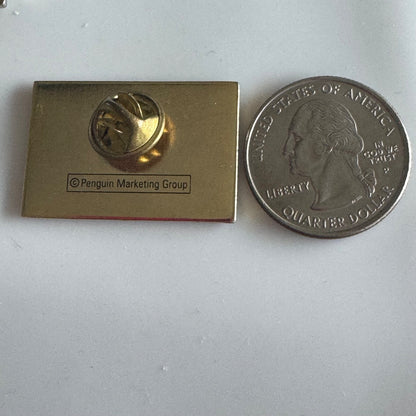 © Penguin Marketing Group
UNITED STATES OF AMERICA
LIBERTY
IN
GOD WE
TRUST
P
QUARTER DOLLAR